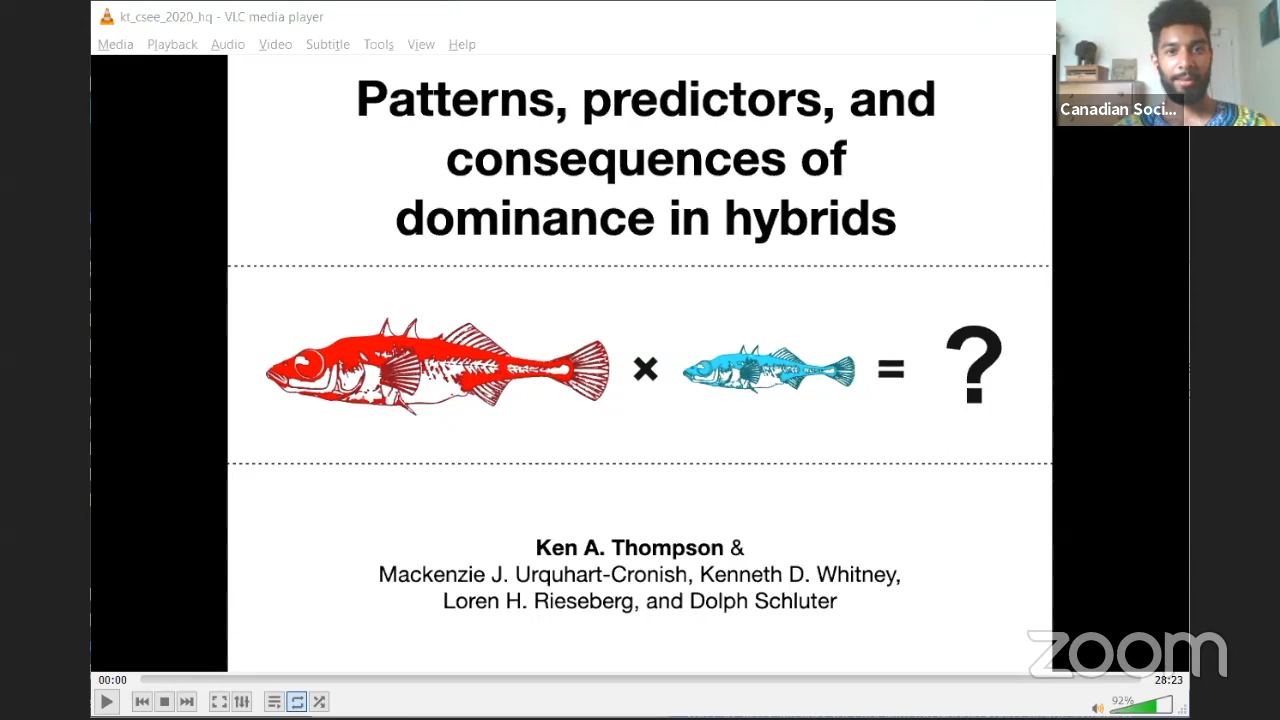 kt_csee_2020_hq - VLC media player
Media Playback Audio Video Subtitle Tools View Help
Canadian Soci...
Patterns, predictors, and
consequences of
dominance in hybrids
× = ?
Ken A. Thompson &
Mackenzie J. Urquhart-Cronish, Kenneth D. Whitney,
Loren H. Rieseberg, and Dolph Schluter
zoom
00:00
28:23
92%